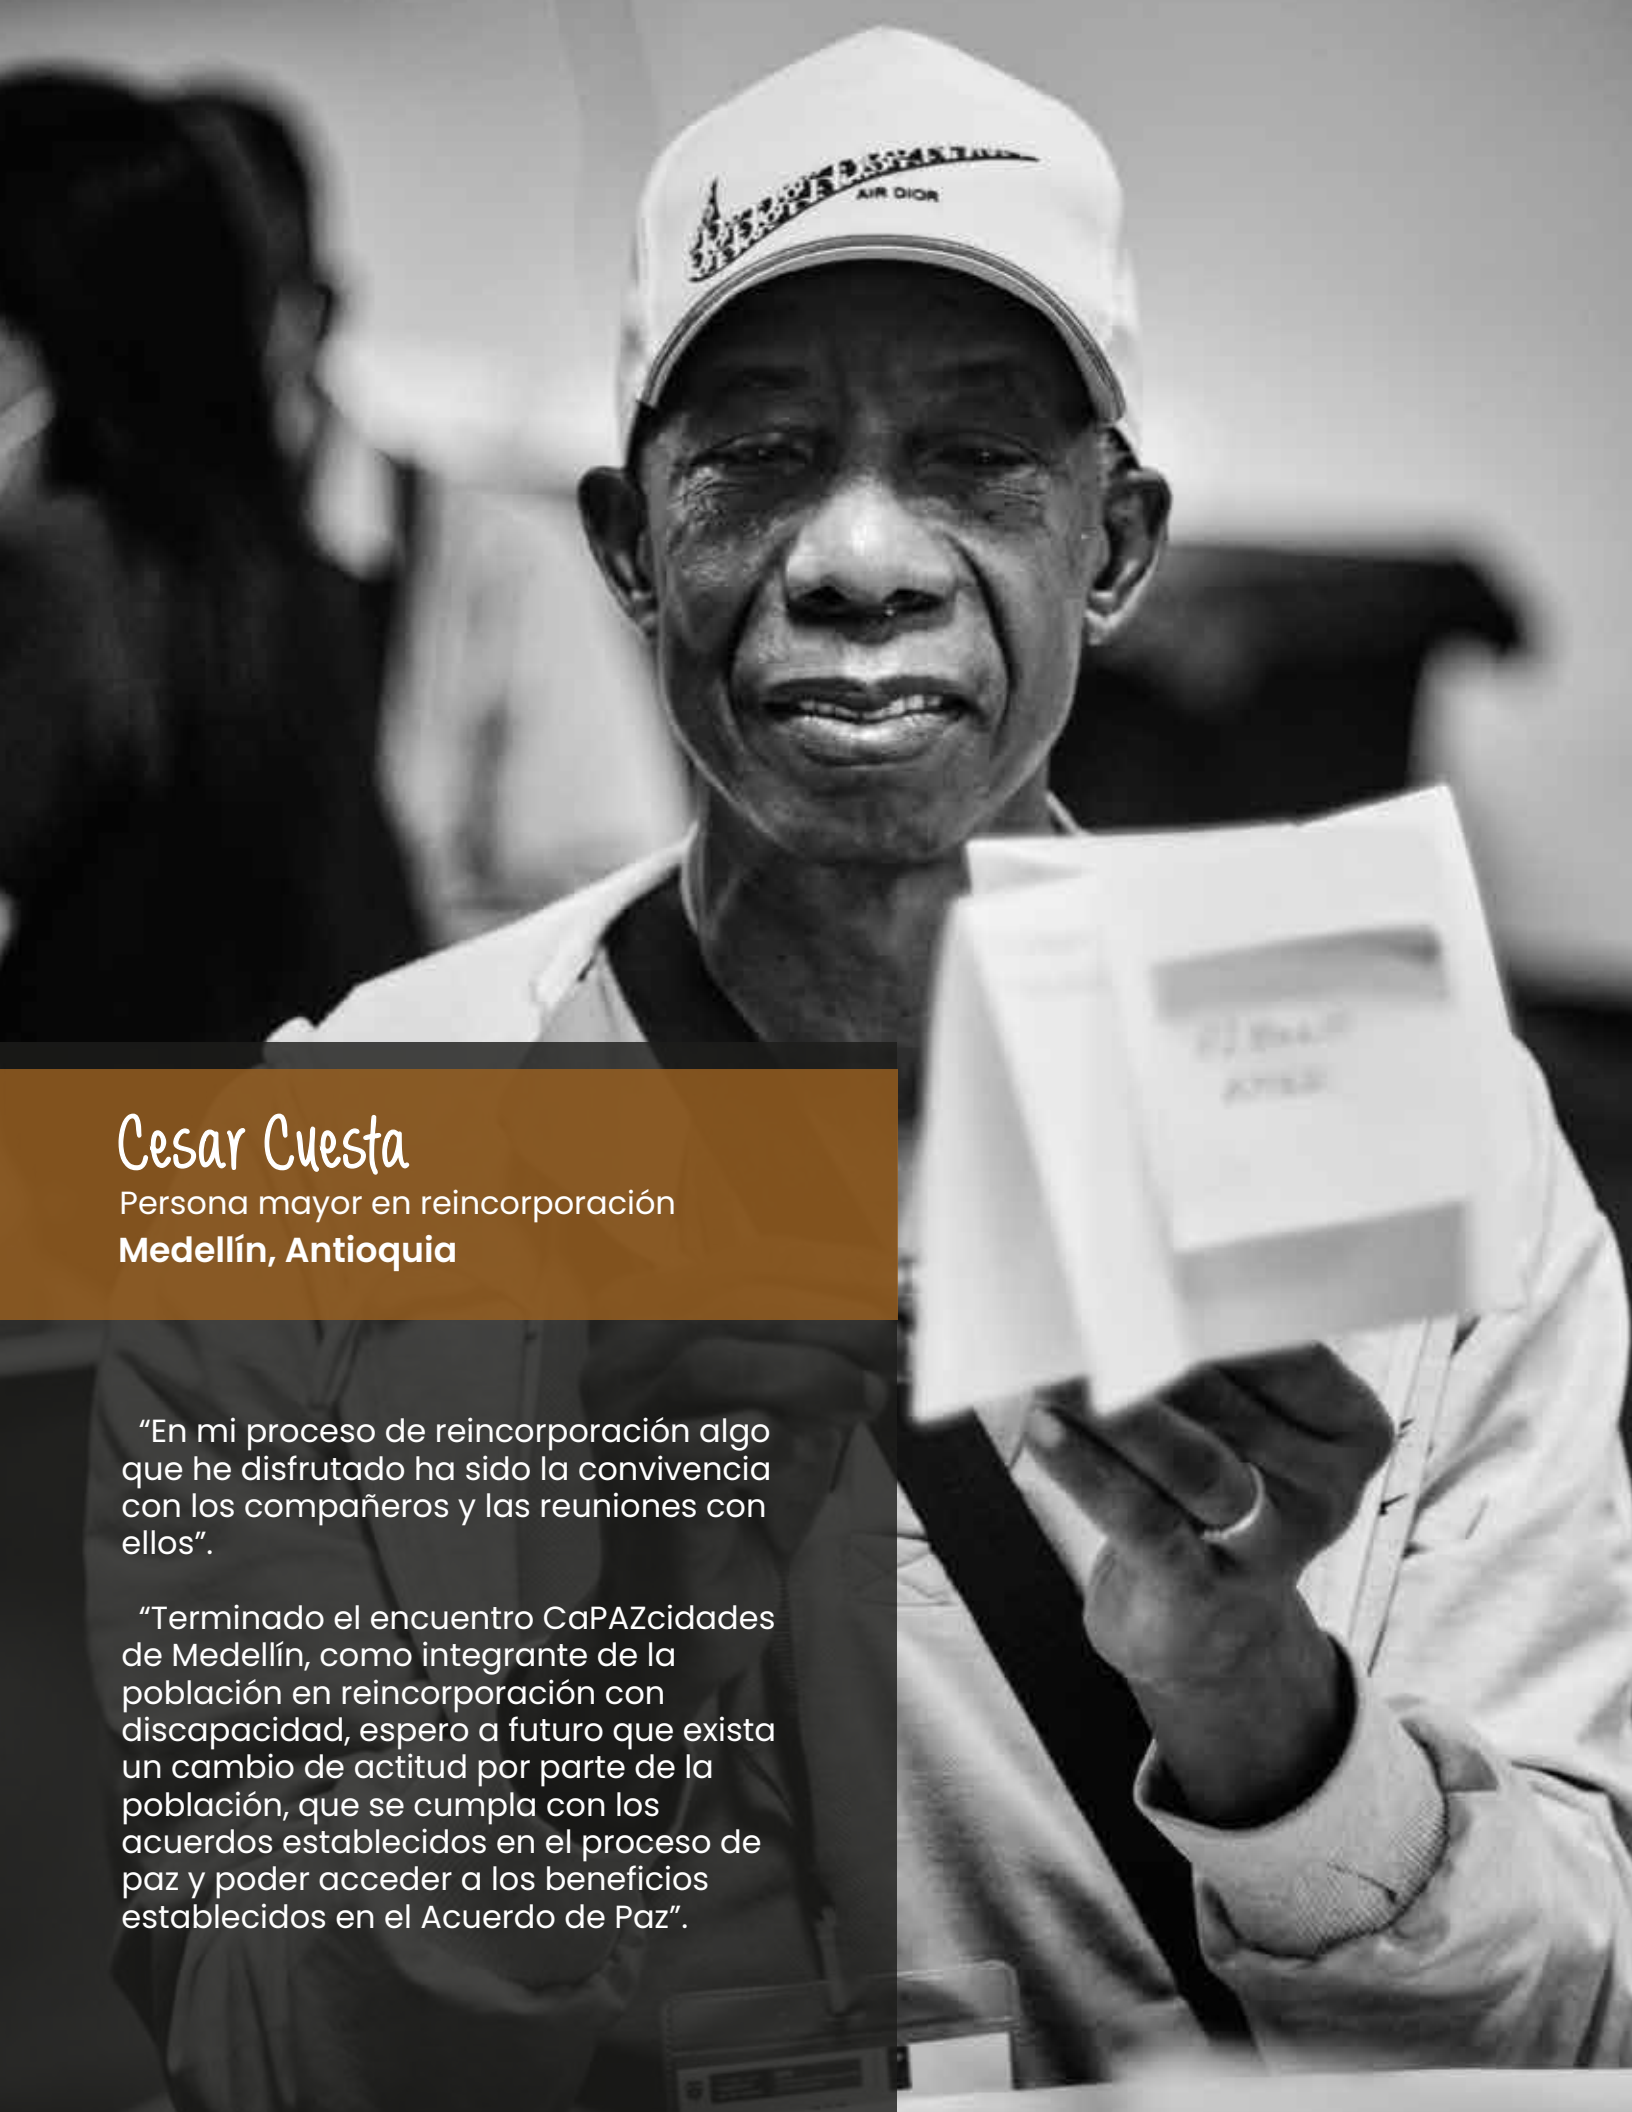 AIR DIOR
Cesar Cuesta
Persona mayor en reincorporación
Medellín, Antioquia
“En mi proceso de reincorporación algo
que he disfrutado ha sido la convivencia
con los compañeros y las reuniones con
ellos”.
“Terminado el encuentro CaPAZcidades
de Medellín, como integrante de la
población en reincorporación con
discapacidad, espero a futuro que exista
un cambio de actitud por parte de la
población, que se cumpla con los
acuerdos establecidos en el proceso de
paz y poder acceder a los beneficios
establecidos en el Acuerdo de Paz”.